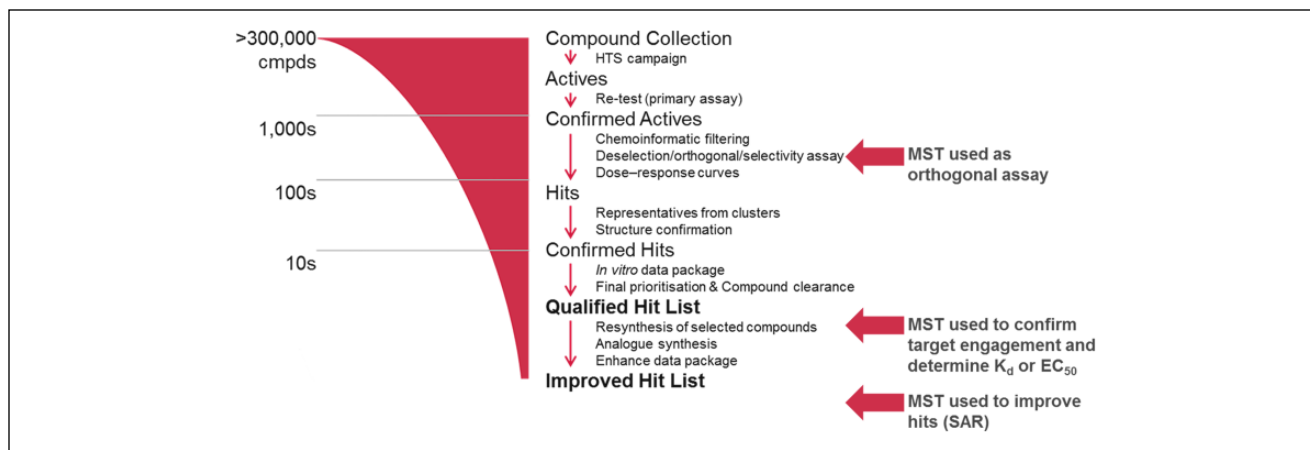 >300,000
cmpds
1,000s
100s
10s
Compound Collection
HTS campaign
Actives
Re-test (primary assay)
Confirmed Actives
Chemoinformatic filtering
Deselection/orthogonal/selectivity assay
Dose–response curves
Hits
Representatives from clusters
Structure confirmation
Confirmed Hits
In vitro data package
Final prioritisation & Compound clearance
Qualified Hit List
Resynthesis of selected compounds
Analogue synthesis
Enhance data package
Improved Hit List
MST used as
orthogonal assay
MST used to confirm
target engagement and
determine Kd or EC50
MST used to improve
hits (SAR)